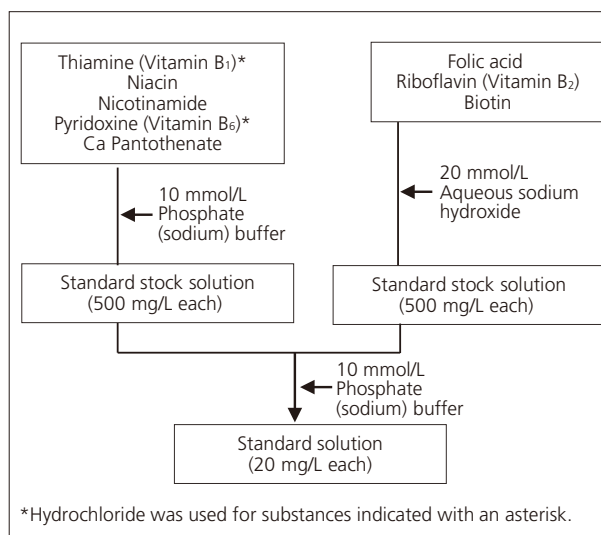 Thiamine (Vitamin B₁)*
Niacin
Nicotinamide
Pyridoxine (Vitamin B₆)*
Ca Pantothenate
Folic acid
Riboflavin (Vitamin B₂)
Biotin
10 mmol/L
Phosphate
(sodium) buffer
20 mmol/L
Aqueous sodium
hydroxide
Standard stock solution
(500 mg/L each)
Standard stock solution
(500 mg/L each)
10 mmol/L
Phosphate
(sodium) buffer
Standard solution
(20 mg/L each)
*Hydrochloride was used for substances indicated with an asterisk.